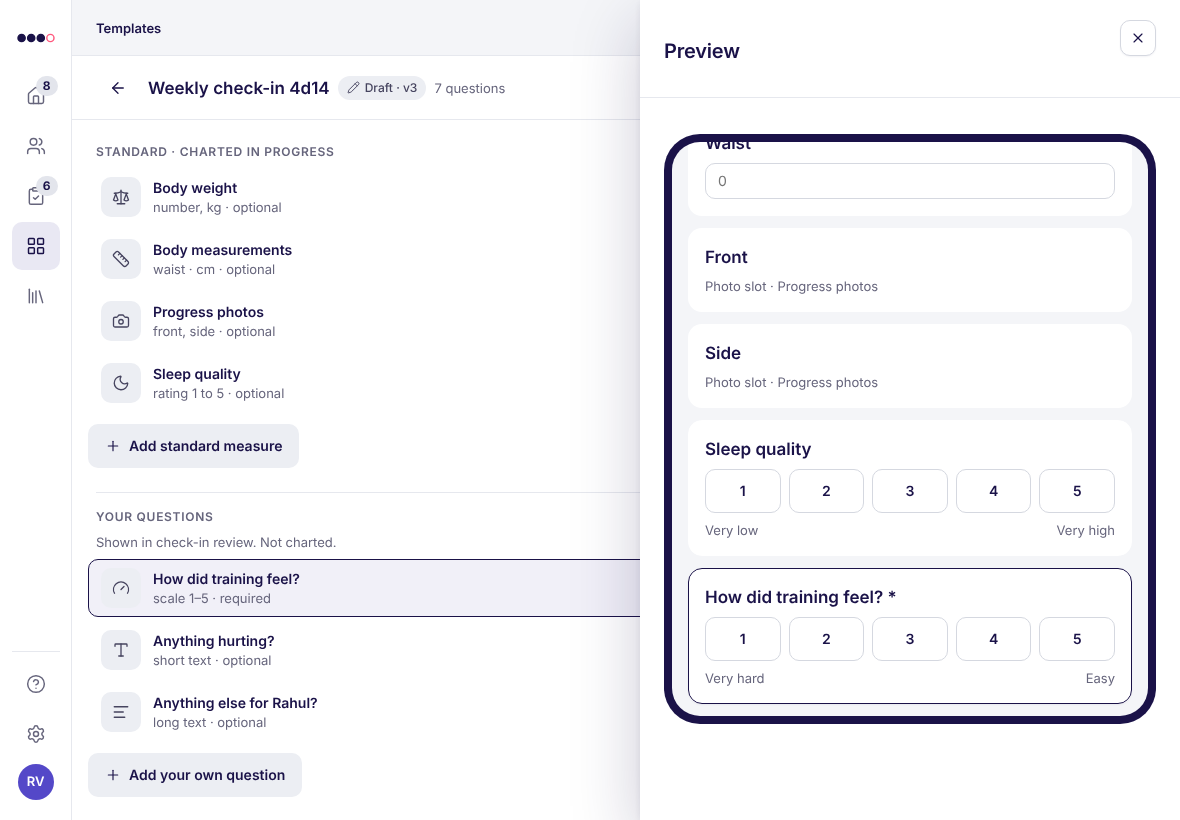 8
6
RV
Templates
Weekly check-in 4d14
Draft · v3
7 questions
STANDARD · CHARTED IN PROGRESS
Body weight
number, kg · optional
Body measurements
waist · cm · optional
Progress photos
front, side · optional
Sleep quality
rating 1 to 5 · optional
Add standard measure
YOUR QUESTIONS
Shown in check-in review. Not charted.
How did training feel?
scale 1–5 · required
Anything hurting?
short text · optional
Anything else for Rahul?
long text · optional
Add your own question
Preview
Waist
0
Front
Photo slot · Progress photos
Side
Photo slot · Progress photos
Sleep quality
1 2 3 4 5
Very low Very high
How did training feel? *
1 2 3 4 5
Very hard Easy